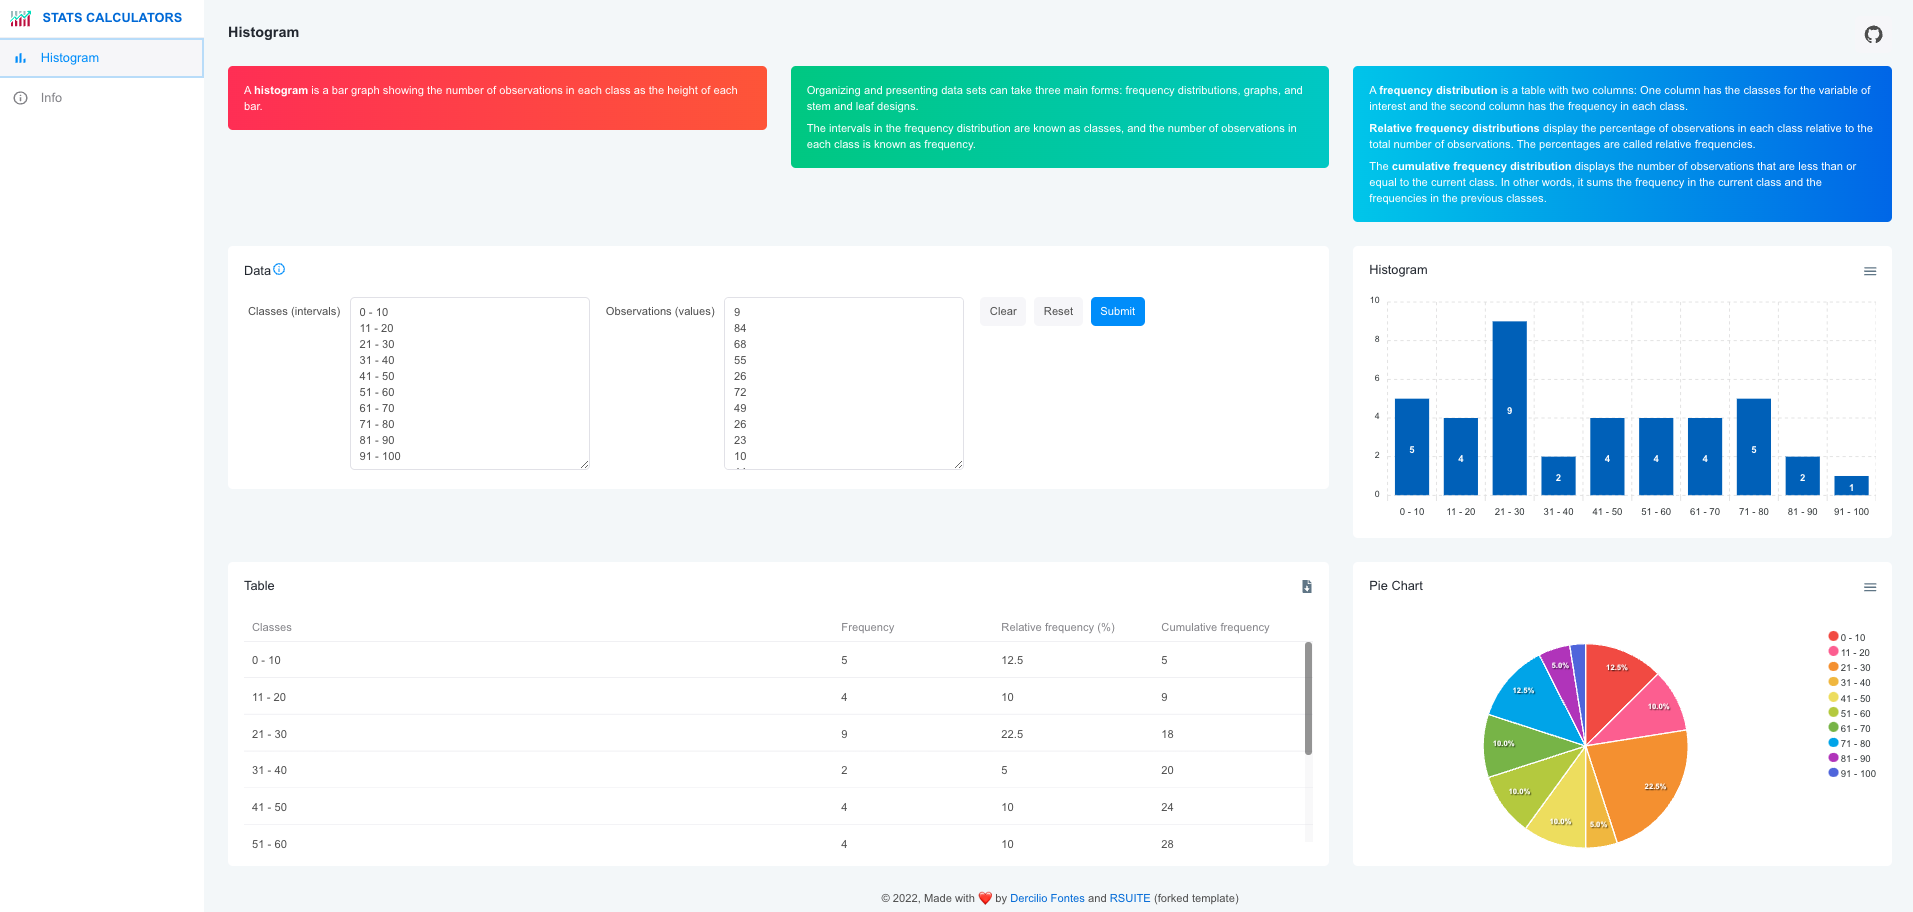 STATS CALCULATORS
Histogram
Info
Histogram
A histogram is a bar graph showing the number of observations in each class as the height of each
bar.
Organizing and presenting data sets can take three main forms: frequency distributions, graphs, and
stem and leaf designs.
The intervals in the frequency distribution are known as classes, and the number of observations in
each class is known as frequency.
A frequency distribution is a table with two columns: One column has the classes for the variable of
interest and the second column has the frequency in each class.
Relative frequency distributions display the percentage of observations in each class relative to the
total number of observations. The percentages are called relative frequencies.
The cumulative frequency distribution displays the number of observations that are less than or
equal to the current class. In other words, it sums the frequency in the current class and the
frequencies in the previous classes.
Data
Classes (intervals)
0 - 10
11 - 20
21 - 30
31 - 40
41 - 50
51 - 60
61 - 70
71 - 80
81 - 90
91 - 100
Observations (values)
9
84
68
55
26
72
49
26
23
10
Clear
Reset
Submit
Histogram
10
8
6
4
2
0
5
4
9
2
4
4
4
5
2
1
0 - 10
11 - 20
21 - 30
31 - 40
41 - 50
51 - 60
61 - 70
71 - 80
81 - 90
91 - 100
Table
Classes Frequency Relative frequency (%) Cumulative frequency
0 - 10 5 12.5 5
11 - 20 4 10 9
21 - 30 9 22.5 18
31 - 40 2 5 20
41 - 50 4 10 24
51 - 60 4 10 28
Pie Chart
12.5%
10.0%
22.5%
5.0%
10.0%
10.0%
10.0%
12.5%
5.0%
0 - 10
11 - 20
21 - 30
31 - 40
41 - 50
51 - 60
61 - 70
71 - 80
81 - 90
91 - 100
© 2022, Made with ❤️ by Dercilio Fontes and RSUITE (forked template)